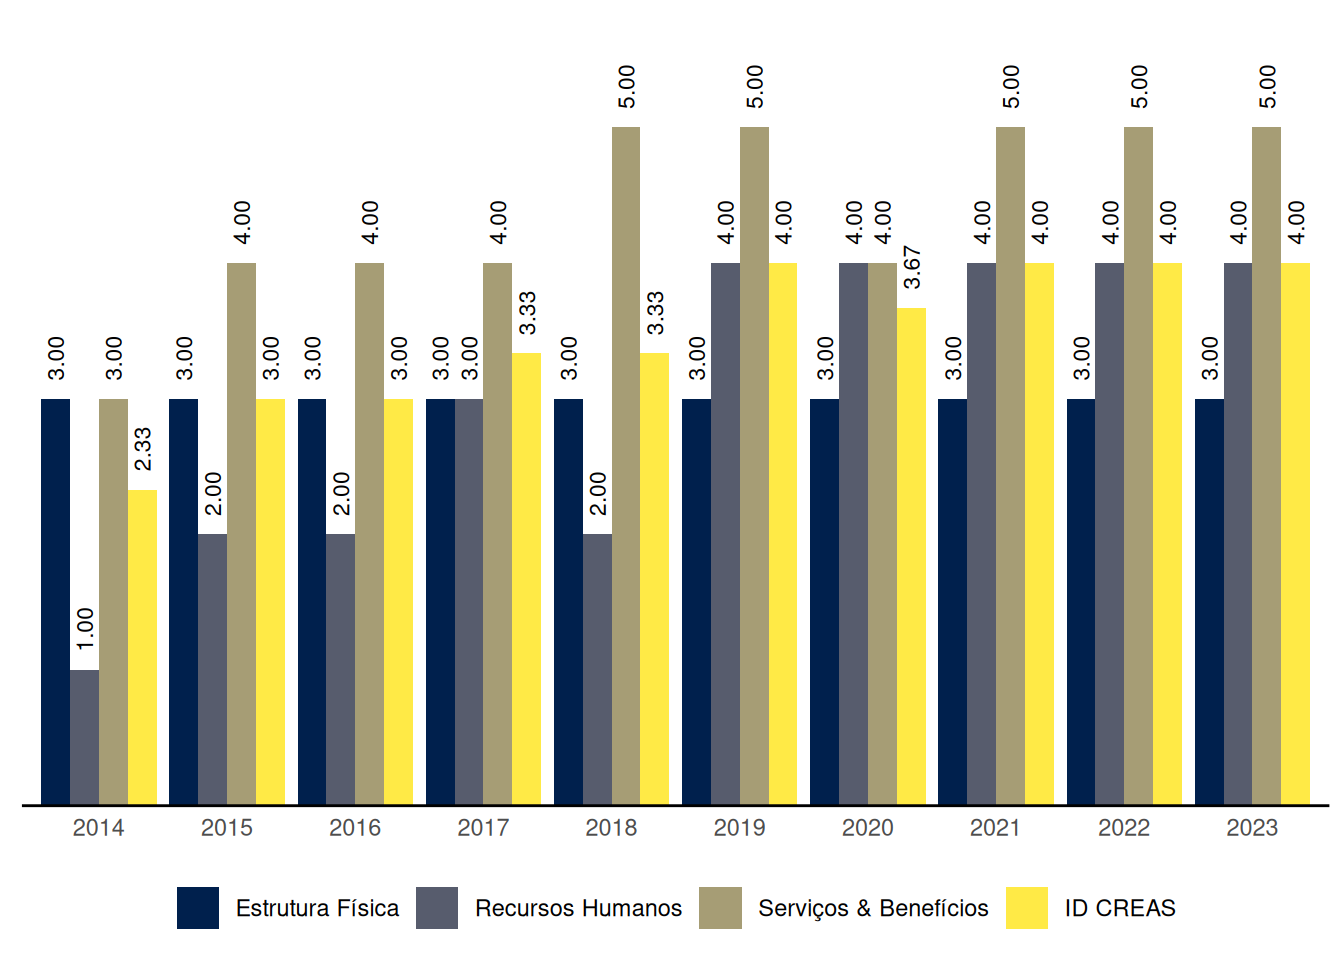 5.00 5.00 5.00 5.00 5.00
4.00 4.00 4.00 4.00 4.00 4.00 4.00 4.00 4.00 4.00 4.00 4.00 4.00
3.67
3.33 3.33
3.00 3.00 3.00 3.00 3.00 3.00 3.00 3.00 3.00 3.00 3.00 3.00 3.00 3.00
2.33
2.00 2.00 2.00
1.00
2014 2015 2016 2017 2018 2019 2020 2021 2022 2023
Estrutura Física Recursos Humanos Serviços & Benefícios ID CREAS